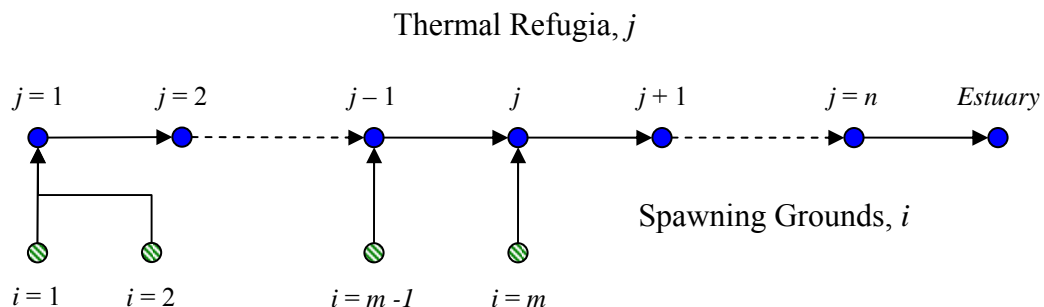 Thermal Refugia, j
j = 1 j = 2 j – 1 j j + 1 j = n Estuary
Spawning Grounds, i
i = 1 i = 2 i = m -1 i = m